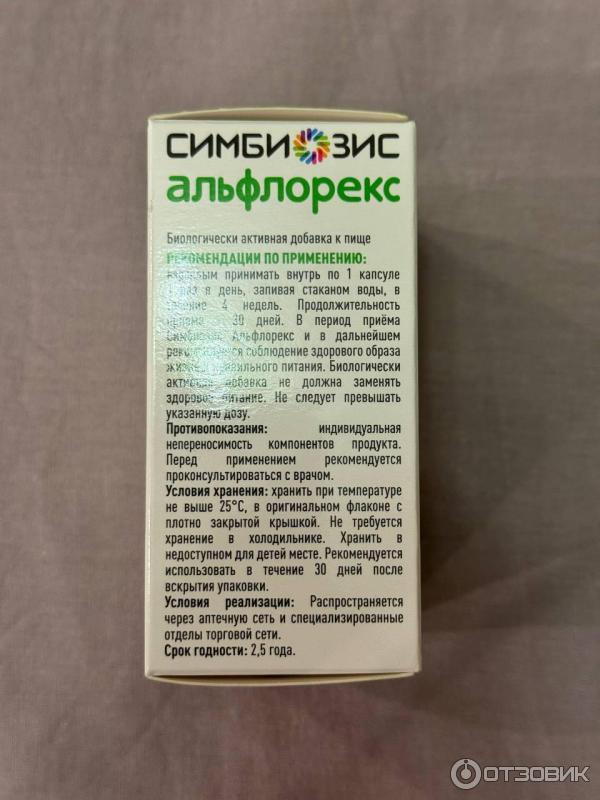 СИМБИОЗИС
альфлорекс
Биологически активная добавка к пище
РЕКОМЕНДАЦИИ ПО ПРИМЕНЕНИЮ:
принимать внутрь по 1 капсуле
в день, запивая стаканом воды, в
4 недель. Продолжительность
30 дней. В период приёма
Альфлорекс и в дальнейшем
соблюдение здорового образа
питания. Биологически
добавка не должна заменять
питание. Не следует превышать
указанную дозу.
Противопоказания: индивидуальная
непереносимость компонентов продукта.
Перед применением рекомендуется
проконсультироваться с врачом.
Условия хранения: хранить при температуре
не выше 25°С, в оригинальном флаконе с
плотно закрытой крышкой. Не требуется
хранение в холодильнике. Хранить в
недоступном для детей месте. Рекомендуется
использовать в течение 30 дней после
вскрытия упаковки.
Условия реализации: Распространяется
через аптечную сеть и специализированные
отделы торговой сети.
Срок годности: 2,5 года.
ОТЗОВИК